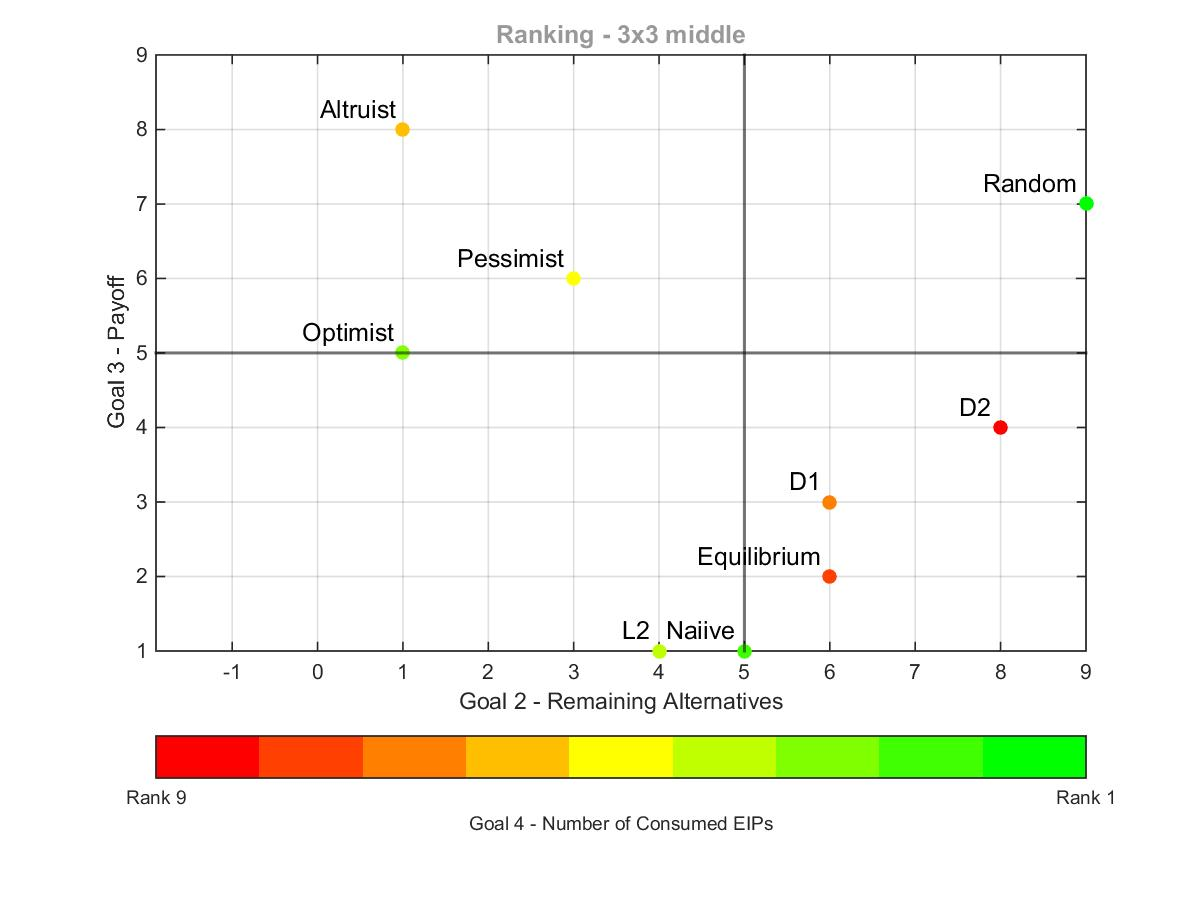 Ranking - 3x3 middle
9
Altruist
8
Random
7
Pessimist
6
Optimist
5
Goal 3 - Payoff
D2
4
D1
3
Equilibrium
2
L2 Naiive
1
-1 0 1 2 3 4 5 6 7 8 9
Goal 2 - Remaining Alternatives
Rank 9 Rank 1
Goal 4 - Number of Consumed EIPs